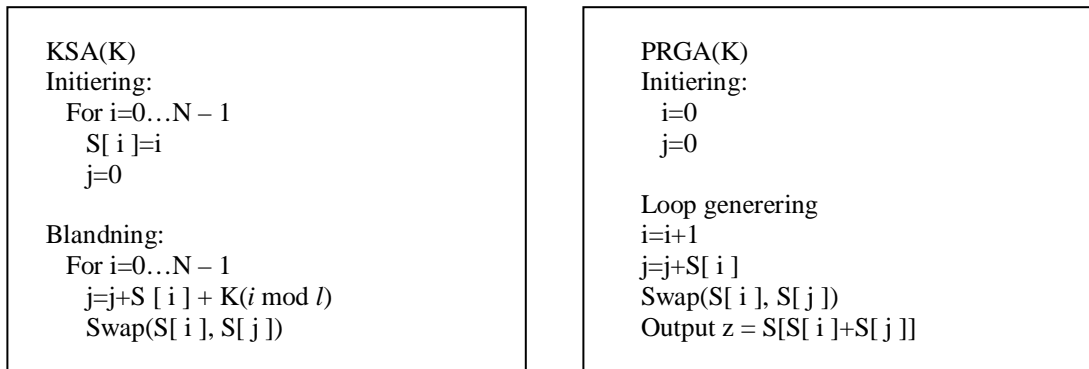 KSA(K)
Initiering:
For i=0…N – 1
S[ i ]=i
j=0
Blandning:
For i=0…N – 1
j=j+S [ i ] + K(i mod l)
Swap(S[ i ], S[ j ])
PRGA(K)
Initiering:
i=0
j=0
Loop generering
i=i+1
j=j+S[ i ]
Swap(S[ i ], S[ j ])
Output z = S[S[ i ]+S[ j ]]